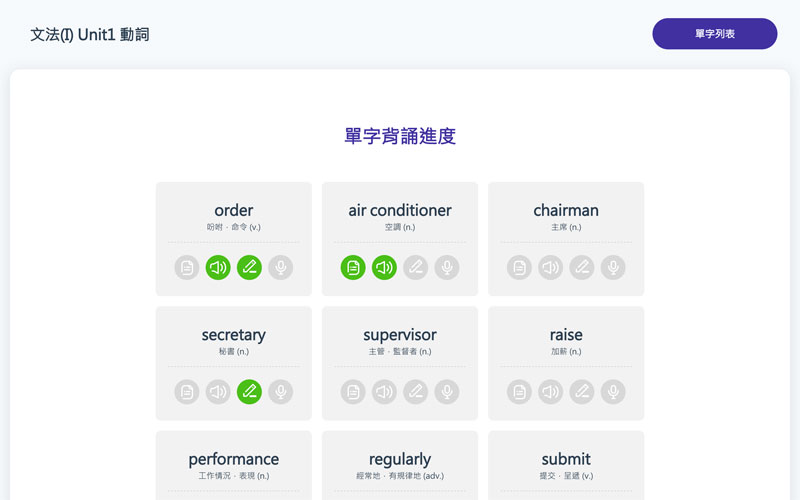 文法(I) Unit1 動詞
單字列表
單字背誦進度
order
吩咐、命令 (v.)
air conditioner
空調 (n.)
chairman
主席 (n.)
secretary
秘書 (n.)
supervisor
主管、監督者 (n.)
raise
加薪 (n.)
performance
工作情況、表現 (n.)
regularly
經常地、有規律地 (adv.)
submit
提交、呈遞 (v.)